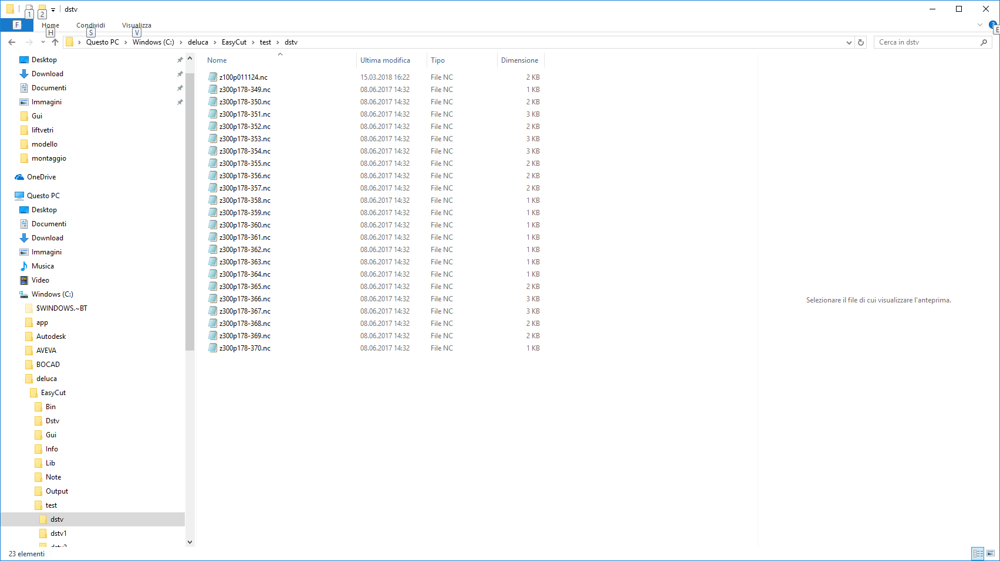 dstv
1 2
F Home Condividi Visualizza
H S V E
Questo PC Windows (C:) deluca EasyCut test dstv Cerca in dstv
Desktop
Download
Documenti
Immagini
Gui
liftvetri
modello
montaggio
OneDrive
Questo PC
Desktop
Documenti
Download
Immagini
Musica
Video
Windows (C:)
$WINDOWS.~BT
app
Autodesk
AVEVA
BOCAD
deluca
EasyCut
Bin
Dstv
Gui
Info
Lib
Note
Output
test
dstv
dstv1
dstv2
Nome Ultima modifica Tipo Dimensione
z100p011124.nc 15.03.2018 16:22 File NC 2 KB
z300p178-349.nc 08.06.2017 14:32 File NC 1 KB
z300p178-350.nc 08.06.2017 14:32 File NC 2 KB
z300p178-351.nc 08.06.2017 14:32 File NC 3 KB
z300p178-352.nc 08.06.2017 14:32 File NC 2 KB
z300p178-353.nc 08.06.2017 14:32 File NC 3 KB
z300p178-354.nc 08.06.2017 14:32 File NC 3 KB
z300p178-355.nc 08.06.2017 14:32 File NC 2 KB
z300p178-356.nc 08.06.2017 14:32 File NC 2 KB
z300p178-357.nc 08.06.2017 14:32 File NC 2 KB
z300p178-358.nc 08.06.2017 14:32 File NC 1 KB
z300p178-359.nc 08.06.2017 14:32 File NC 1 KB
z300p178-360.nc 08.06.2017 14:32 File NC 1 KB
z300p178-361.nc 08.06.2017 14:32 File NC 1 KB
z300p178-362.nc 08.06.2017 14:32 File NC 1 KB
z300p178-363.nc 08.06.2017 14:32 File NC 1 KB
z300p178-364.nc 08.06.2017 14:32 File NC 1 KB
z300p178-365.nc 08.06.2017 14:32 File NC 2 KB
z300p178-366.nc 08.06.2017 14:32 File NC 3 KB
z300p178-367.nc 08.06.2017 14:32 File NC 3 KB
z300p178-368.nc 08.06.2017 14:32 File NC 2 KB
z300p178-369.nc 08.06.2017 14:32 File NC 2 KB
z300p178-370.nc 08.06.2017 14:32 File NC 1 KB
Selezionare il file di cui visualizzare l'anteprima.
23 elementi